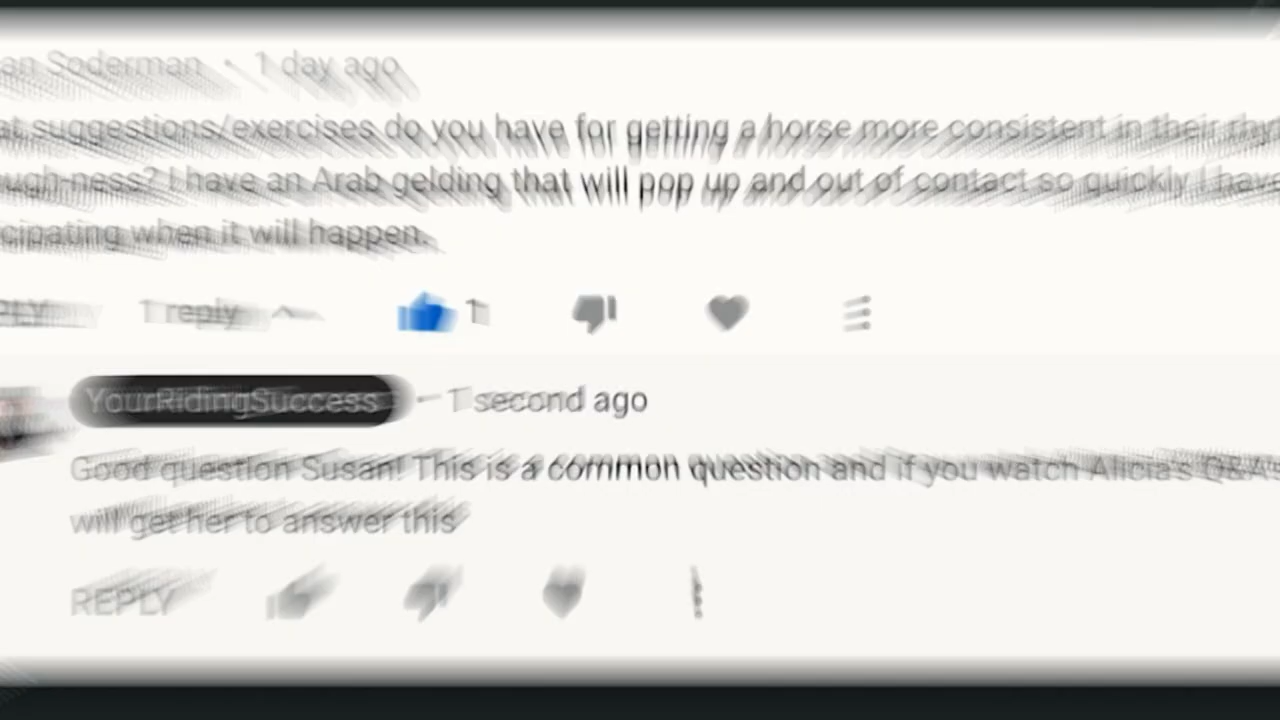 an Soderman · 1 day ago
at suggestions/exercises do you have for getting a horse more consistent in their
ugh-ness? I have an Arab gelding that will pop up and out of contact so quickly I have
cipating when it will happen.
PLY 1 reply 1
YourRidingSuccess · 1 second ago
Good question Susan! This is a common question and if you watch Alicia's Q&A's
will get her to answer this
REPLY